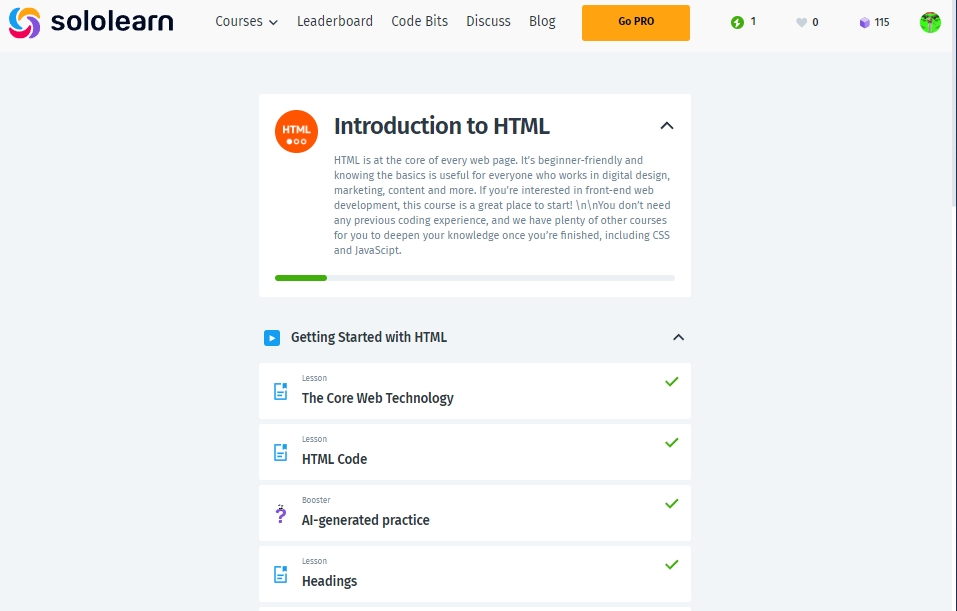 sololearn Courses Leaderboard Code Bits Discuss Blog Go PRO 1 0 115
HTML
Introduction to HTML
HTML is at the core of every web page. It's beginner-friendly and
knowing the basics is useful for everyone who works in digital design,
marketing, content and more. If you're interested in front-end web
development, this course is a great place to start! \n\nYou don't need
any previous coding experience, and we have plenty of other courses
for you to deepen your knowledge once you're finished, including CSS
and JavaScipt.
Getting Started with HTML
Lesson
The Core Web Technology
Lesson
HTML Code
Booster
AI-generated practice
Lesson
Headings